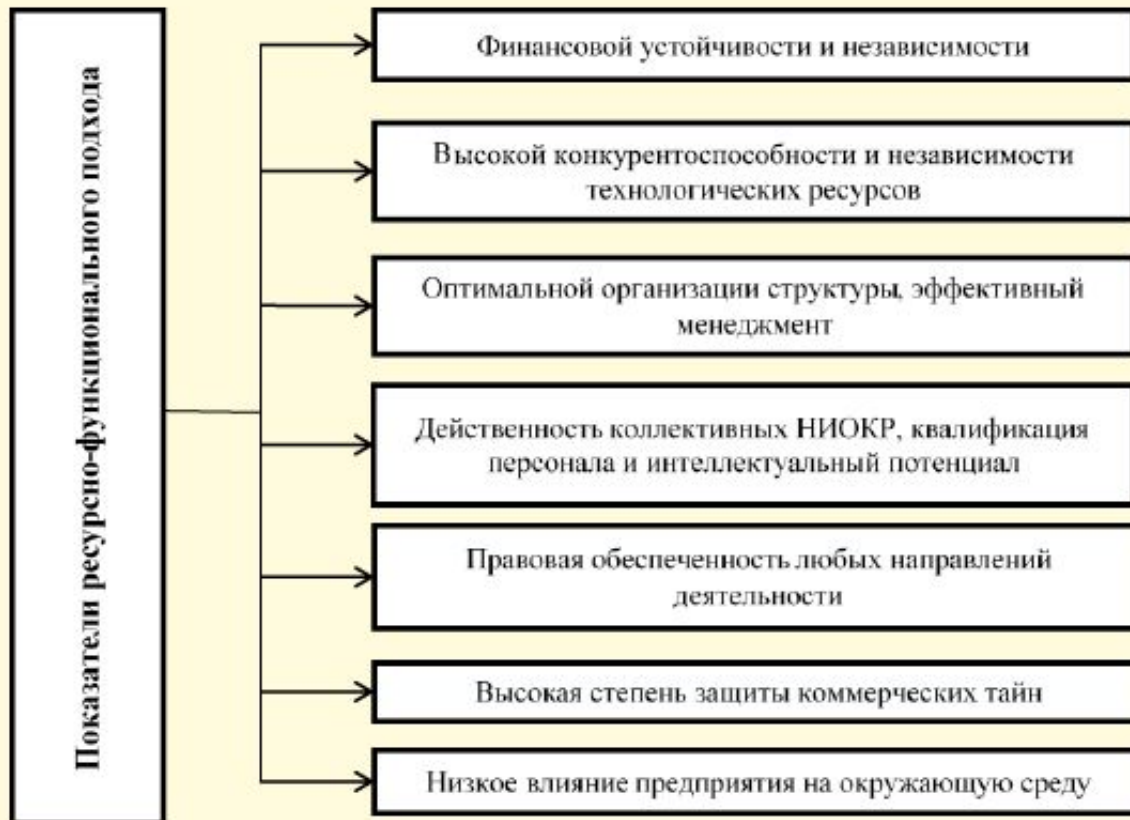 Показатели ресурсно-функционального подхода
Финансовой устойчивости и независимости
Высокой конкурентоспособности и независимости
технологических ресурсов
Оптимальной организации структуры, эффективный
менеджмент
Действенность коллективных НИОКР, квалификация
персонала и интеллектуальный потенциал
Правовая обеспеченность любых направлений
деятельности
Высокая степень защиты коммерческих тайн
Низкое влияние предприятия на окружающую среду